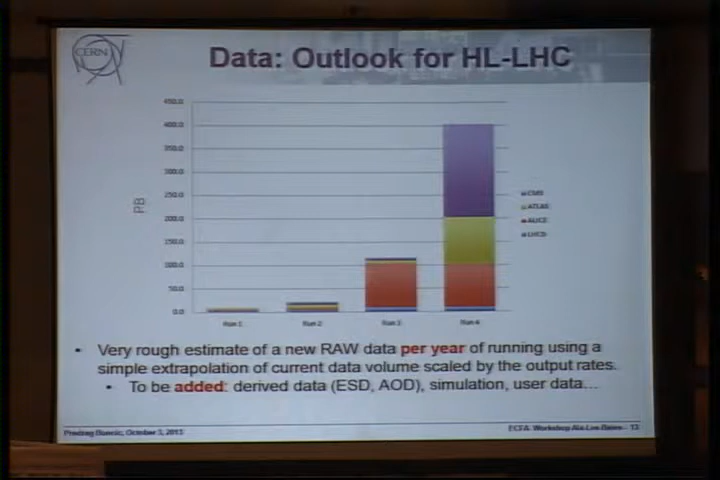 CERN
Data: Outlook for HL-LHC
450.0
400.0
350.0
300.0
250.0
200.0
150.0
100.0
50.0
0.0
PB
Run 1
Run 2
Run 3
Run 4
CMS
ATLAS
ALICE
LHCb
• Very rough estimate of a new RAW data per year of running using a
simple extrapolation of current data volume scaled by the output rates.
• To be added: derived data (ESD, AOD), simulation, user data...
Predrag Buncic, October 3, 2013
ECFA Workshop Aix-Les-Bains - 13